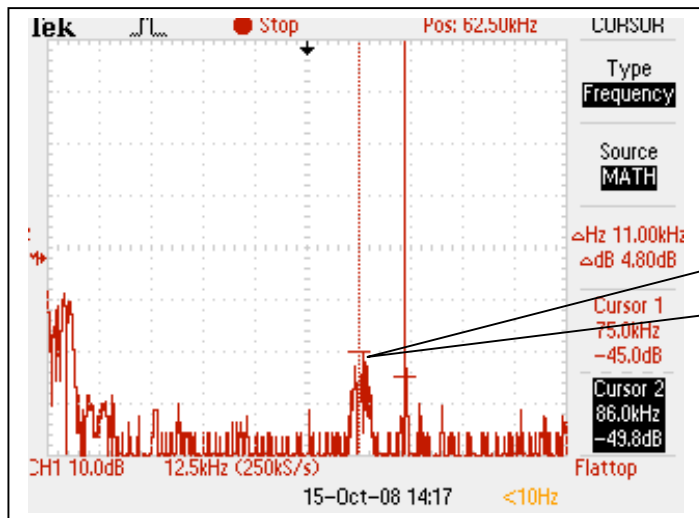 Tek Stop Pos: 62.50kHz CURSOR
Type
Frequency
Source
MATH
△Hz 11.00kHz
△dB 4.80dB
Cursor 1
75.0kHz
-45.0dB
Cursor 2
86.0kHz
-49.8dB
CH1 10.0dB 12.5kHz (250kS/s) Flattop
15-Oct-08 14:17 <10Hz